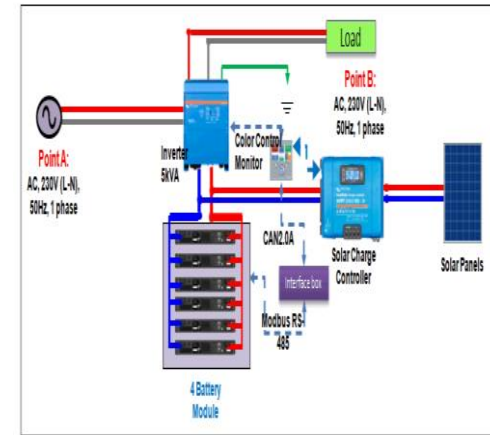 Load
Point B:
AC, 230V (L-N),
50Hz, 1 phase
Point A:
AC, 230V (L-N),
50Hz, 1 phase
Inverter
5kVA
Color Control
Monitor
CAN2.0A
Solar Charge
Controller
Solar Panels
Interface box
Modbus RS-
485
4 Battery
Module